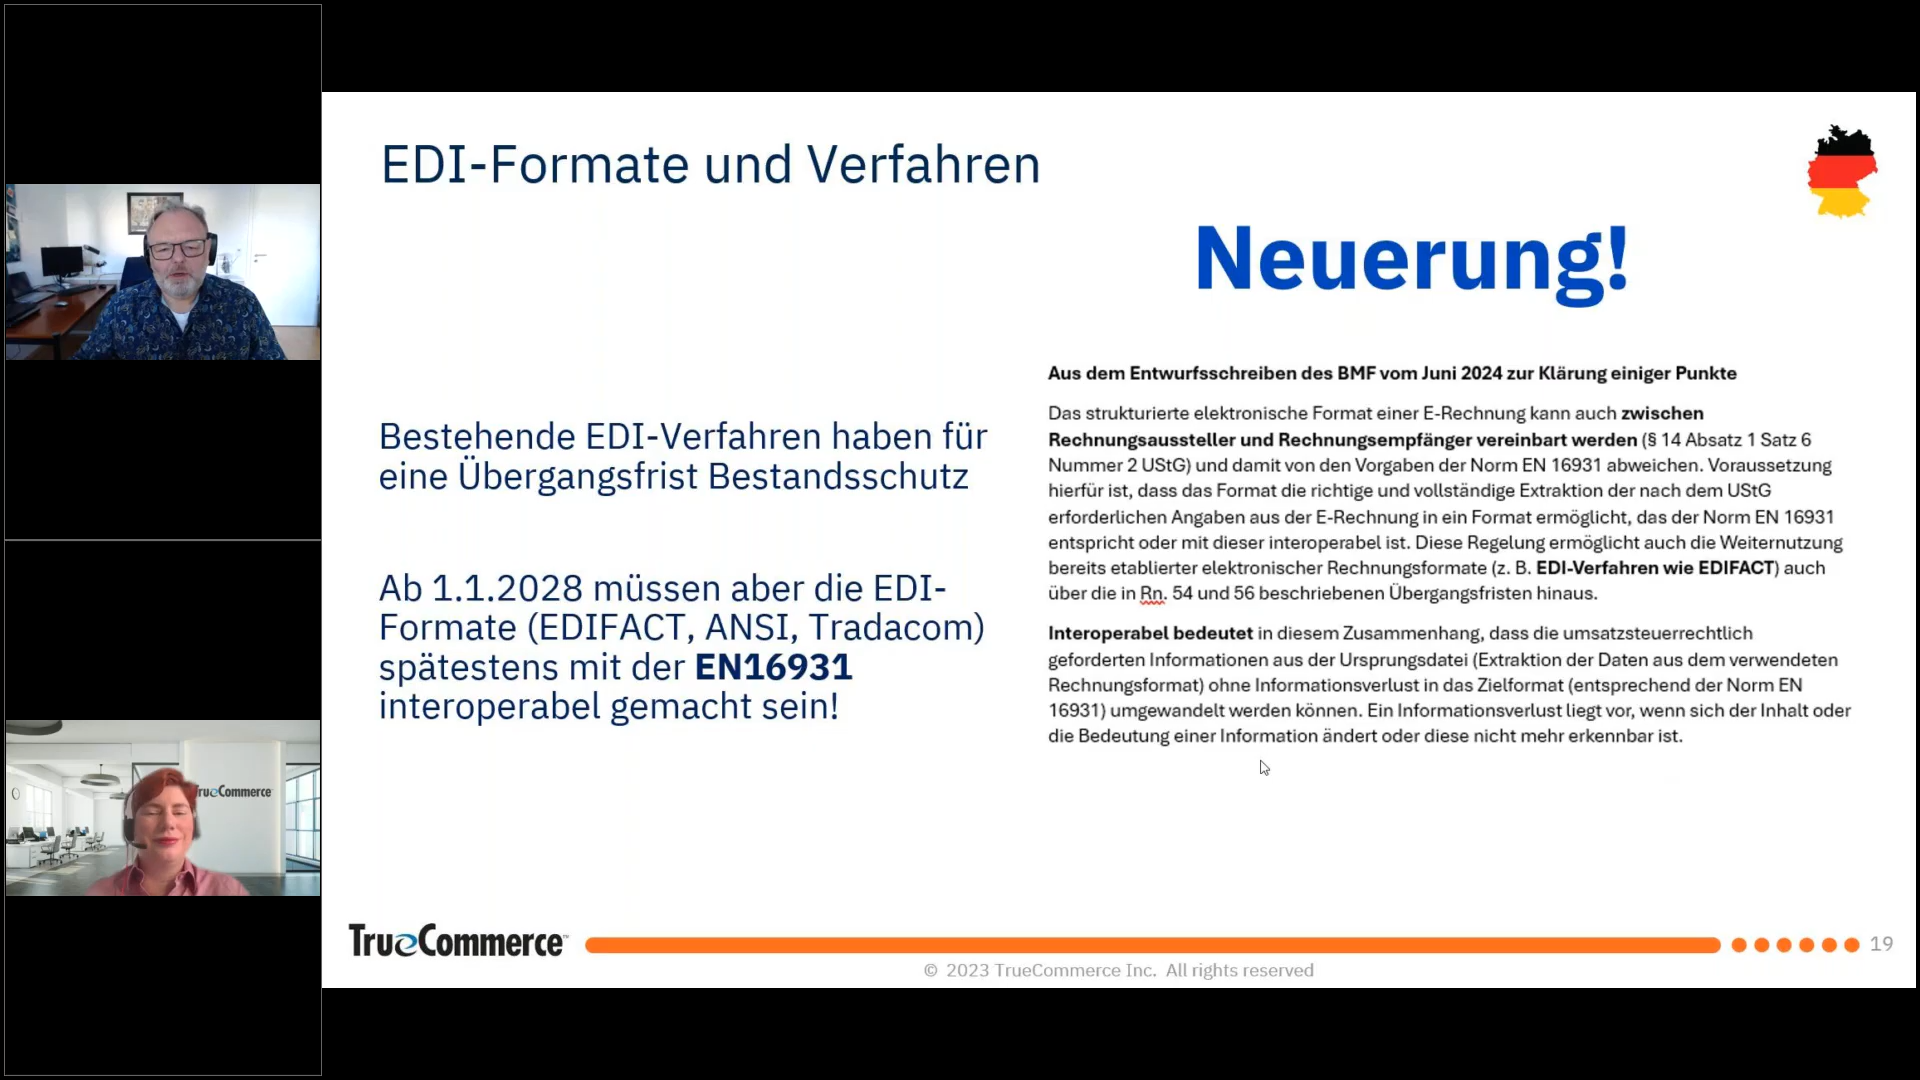 EDI-Formate und Verfahren
Neuerung!
Bestehende EDI-Verfahren haben für
eine Übergangsfrist Bestandsschutz
Ab 1.1.2028 müssen aber die EDI-
Formate (EDIFACT, ANSI, Tradacom)
spätestens mit der EN16931
interoperabel gemacht sein!
Aus dem Entwurfsschreiben des BMF vom Juni 2024 zur Klärung einiger Punkte
Das strukturierte elektronische Format einer E-Rechnung kann auch zwischen
Rechnungsaussteller und Rechnungsempfänger vereinbart werden (§ 14 Absatz 1 Satz 6
Nummer 2 UStG) und damit von den Vorgaben der Norm EN 16931 abweichen. Voraussetzung
hierfür ist, dass das Format die richtige und vollständige Extraktion der nach dem UStG
erforderlichen Angaben aus der E-Rechnung in ein Format ermöglicht, das der Norm EN 16931
entspricht oder mit dieser interoperabel ist. Diese Regelung ermöglicht auch die Weiternutzung
bereits etablierter elektronischer Rechnungsformate (z. B. EDI-Verfahren wie EDIFACT) auch
über die in Rn. 54 und 56 beschriebenen Übergangsfristen hinaus.
Interoperabel bedeutet in diesem Zusammenhang, dass die umsatzsteuerrechtlich
geforderten Informationen aus der Ursprungsdatei (Extraktion der Daten aus dem verwendeten
Rechnungsformat) ohne Informationsverlust in das Zielformat (entsprechend der Norm EN
16931) umgewandelt werden können. Ein Informationsverlust liegt vor, wenn sich der Inhalt oder
die Bedeutung einer Information ändert oder diese nicht mehr erkennbar ist.
TrueCommerce
TrueCommerce™
19
© 2023 TrueCommerce Inc. All rights reserved